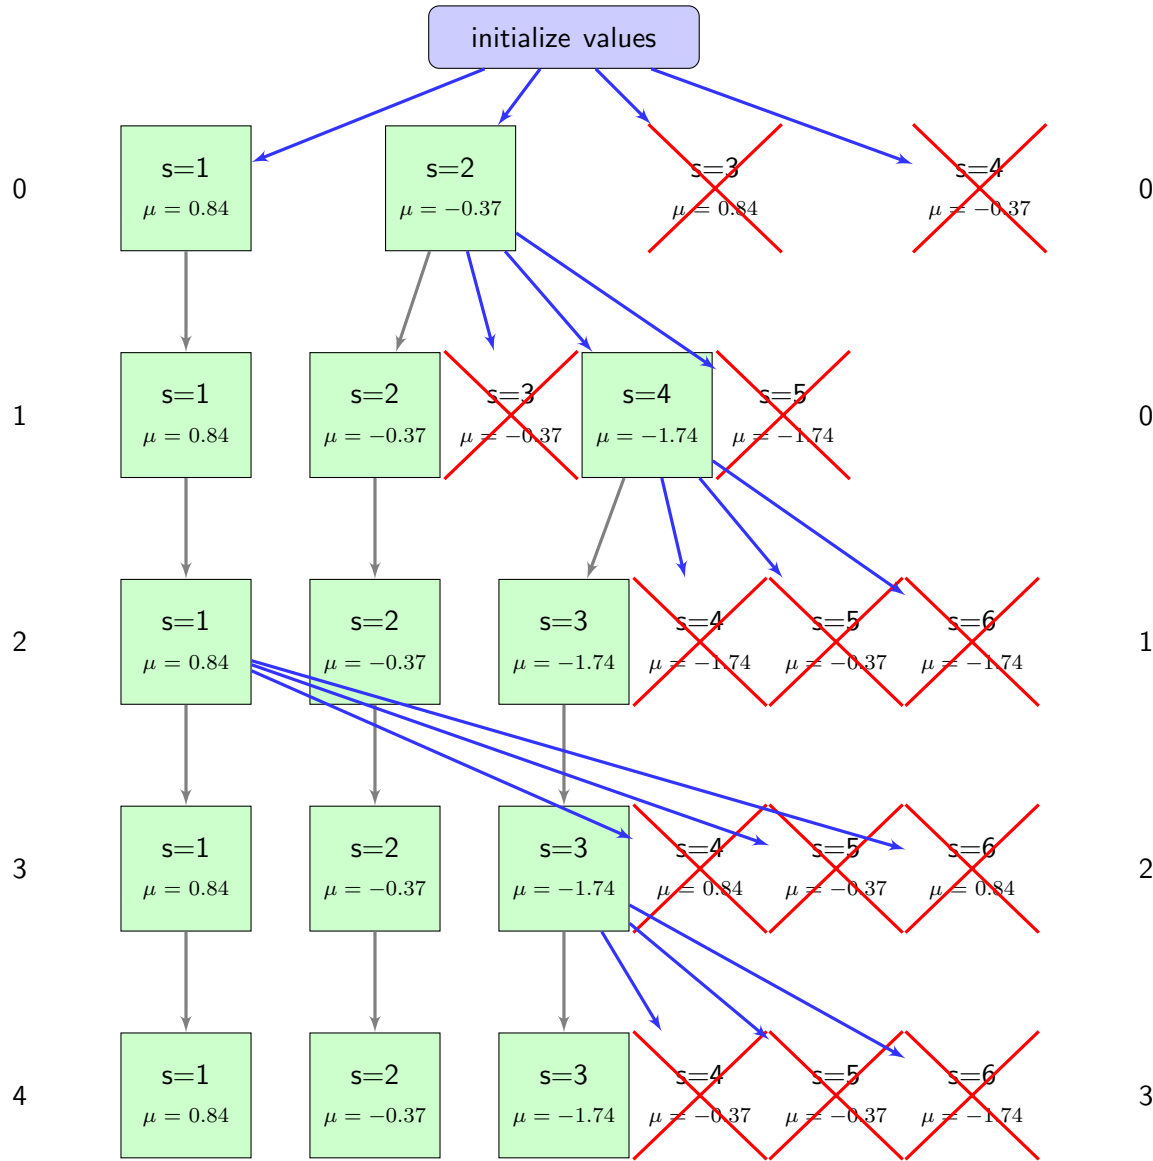 initialize values
s=1 s=2 s=3 s=4
0 μ = 0.84 μ = −0.37 μ = 0.84 μ = −0.37 0
s=1 s=2 s=3 s=4 s=5
1 μ = 0.84 μ = −0.37 μ = −0.37 μ = −1.74 μ = −1.74 0
s=1 s=2 s=3 s=4 s=5 s=6
2 μ = 0.84 μ = −0.37 μ = −1.74 μ = −1.74 μ = −0.37 μ = −1.74 1
s=1 s=2 s=3 s=4 s=5 s=6
3 μ = 0.84 μ = −0.37 μ = −1.74 μ = 0.84 μ = −0.37 μ = 0.84 2
s=1 s=2 s=3 s=4 s=5 s=6
4 μ = 0.84 μ = −0.37 μ = −1.74 μ = −0.37 μ = −0.37 μ = −1.74 3